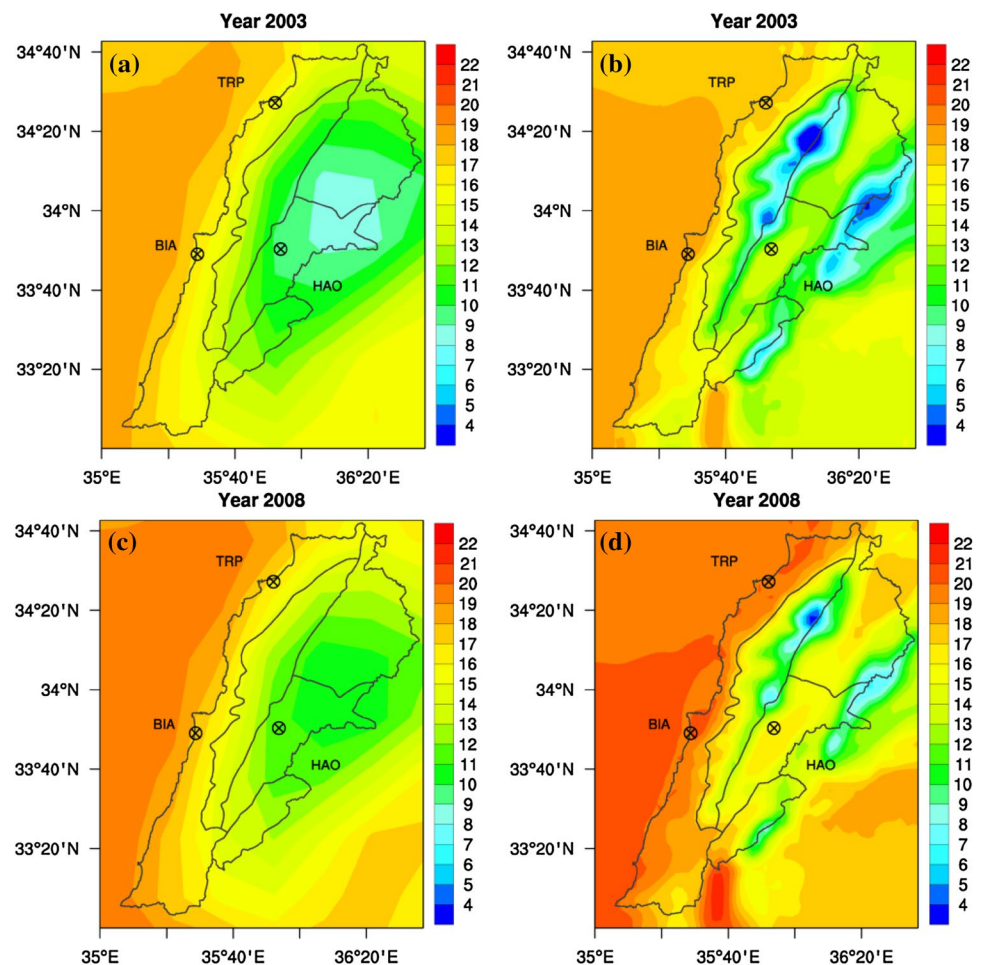 Year 2003
(a)
TRP
BIA
HAO
34°40'N
34°20'N
34°N
33°40'N
33°20'N
35°E
35°40'E
36°20'E
22
21
20
19
18
17
16
15
14
13
12
11
10
9
8
7
6
5
4
Year 2003
(b)
TRP
BIA
HAO
34°40'N
34°20'N
34°N
33°40'N
33°20'N
35°E
35°40'E
36°20'E
22
21
20
19
18
17
16
15
14
13
12
11
10
9
8
7
6
5
4
Year 2008
(c)
TRP
BIA
HAO
34°40'N
34°20'N
34°N
33°40'N
33°20'N
35°E
35°40'E
36°20'E
22
21
20
19
18
17
16
15
14
13
12
11
10
9
8
7
6
5
4
Year 2008
(d)
TRP
BIA
HAO
34°40'N
34°20'N
34°N
33°40'N
33°20'N
35°E
35°40'E
36°20'E
22
21
20
19
18
17
16
15
14
13
12
11
10
9
8
7
6
5
4